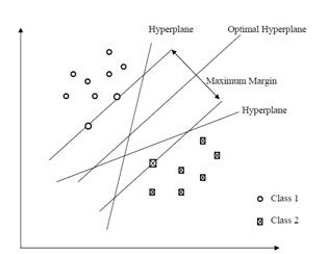 Hyperplane
Optimal Hyperplane
Maximum Margin
Hyperplane
Class 1
Class 2